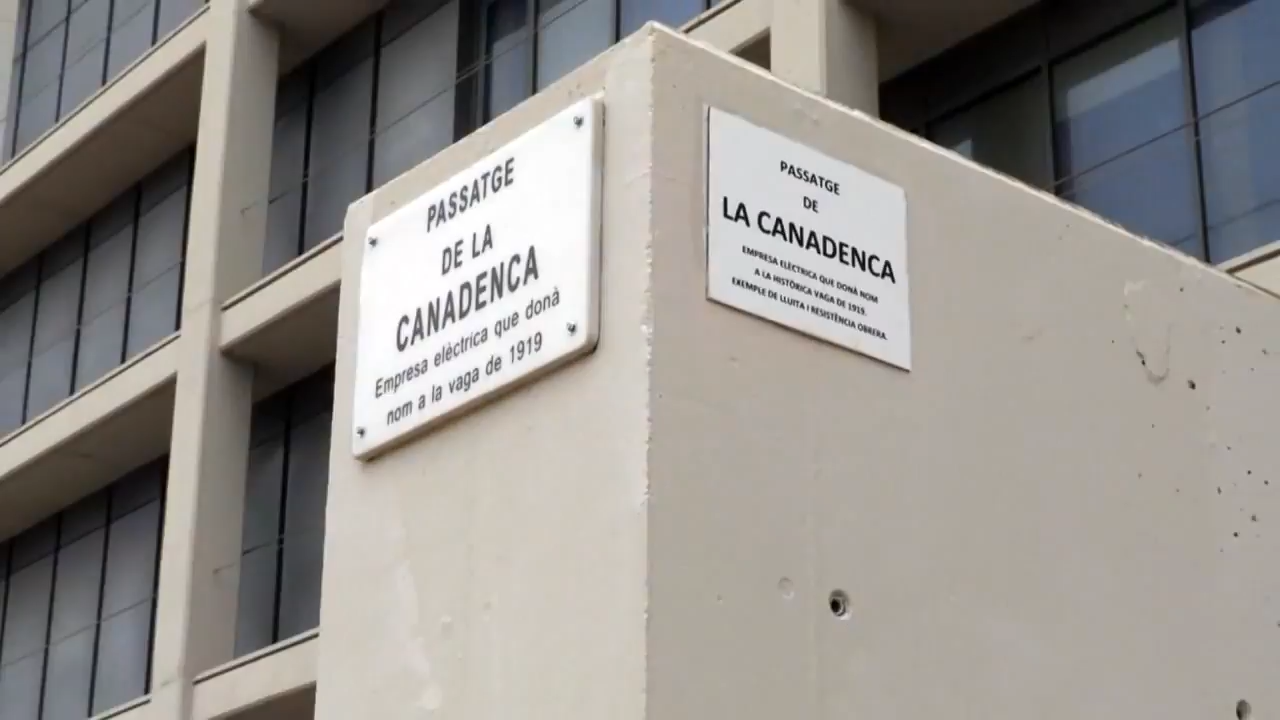 PASSATGE
DE LA
CANADENCA
Empresa elèctrica que donà
nom a la vaga de 1919
PASSATGE
DE
LA CANADENCA
EMPRESA ELÈCTRICA QUE DONÀ NOM
A LA HISTÒRICA VAGA DE 1919.
EXEMPLE DE LLUITA I RESISTÈNCIA OBRERA